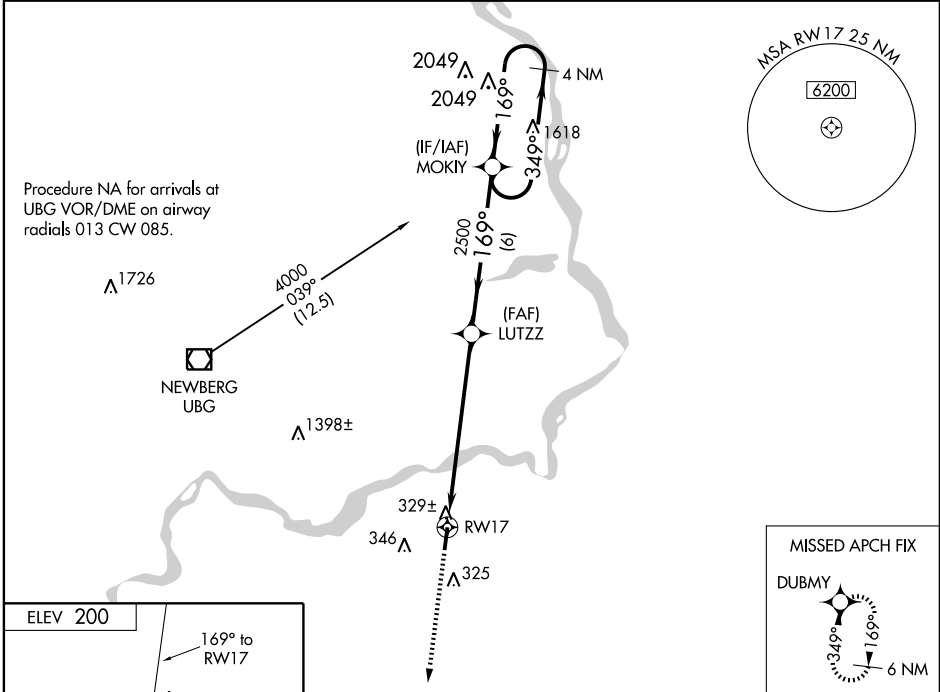 2049
2049
169°
4 NM
349°
1618
(IF/IAF)
MOKIY
MSA RW17 25 NM
6200
Procedure NA for arrivals at
UBG VOR/DME on airway
radials 013 CW 085.
1726
4000
039°
(12.5)
2500
169°
(6)
(FAF)
LUTZZ
NEWBERG
UBG
1398±
329±
RW17
346
325
MISSED APCH FIX
DUBMY
349°
169°
6 NM
ELEV 200
169° to
RW17